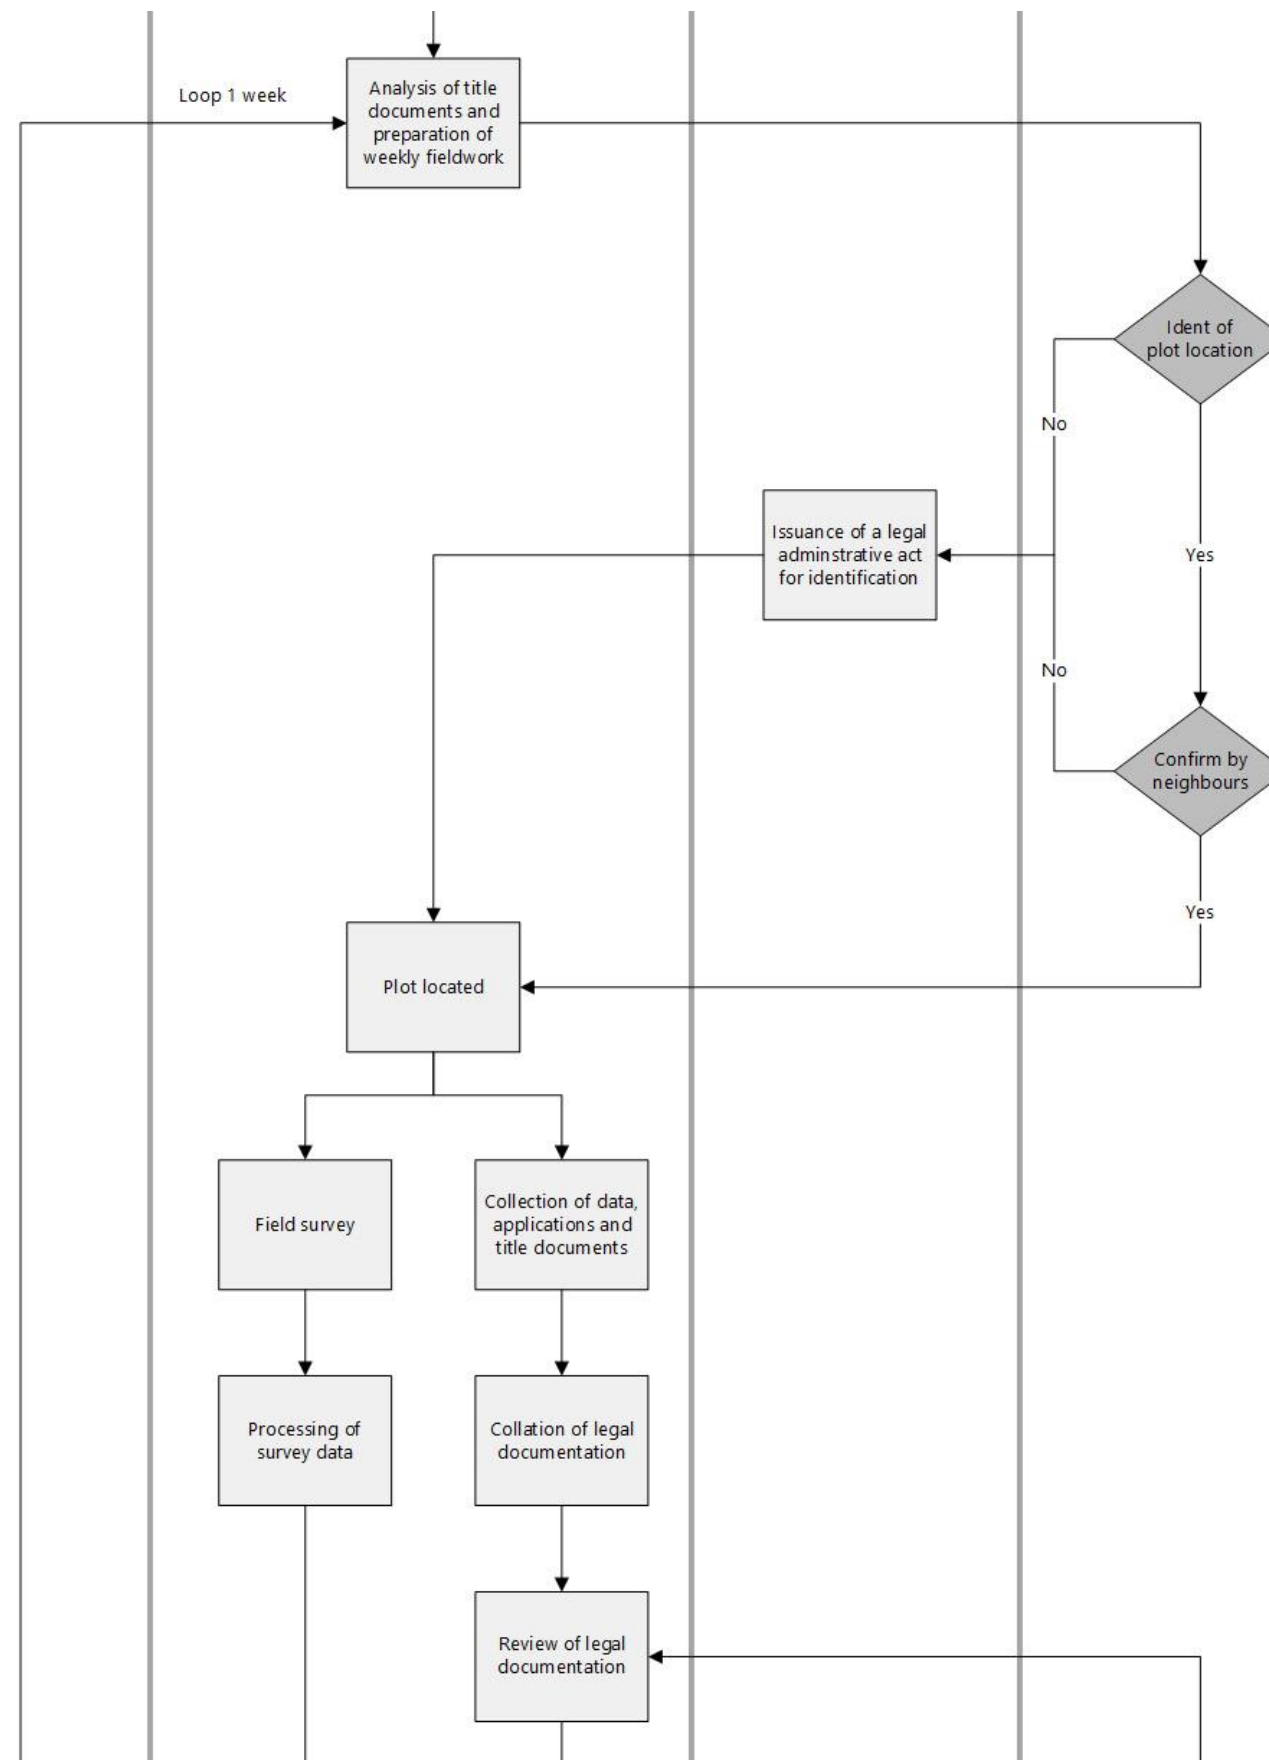 Loop 1 week
Analysis of title
documents and
preparation of
weekly fieldwork
Ident of
plot location
No
Issuance of a legal
adminstrative act
for identification
Yes
No
Confirm by
neighbours
Yes
Plot located
Field survey
Collection of data,
applications and
title documents
Processing of
survey data
Collation of legal
documentation
Review of legal
documentation